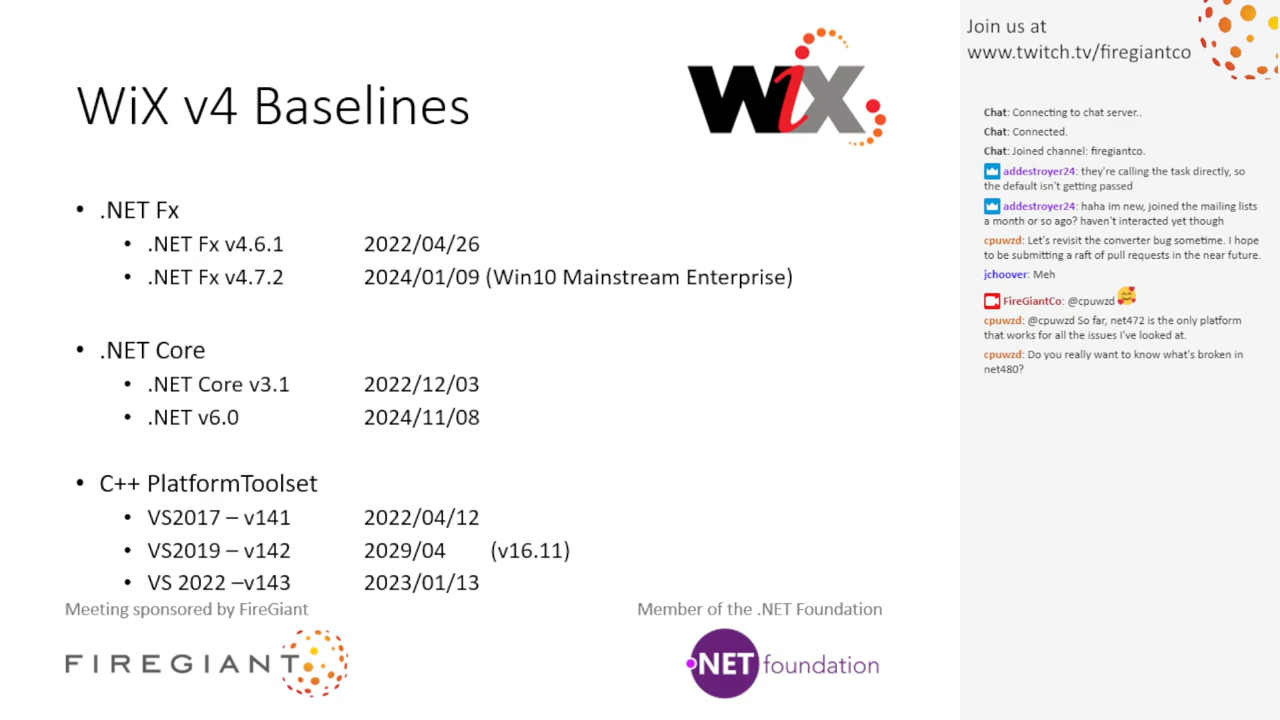 WiX v4 Baselines
WiX
• .NET Fx
• .NET Fx v4.6.1 2022/04/26
• .NET Fx v4.7.2 2024/01/09 (Win10 Mainstream Enterprise)
• .NET Core
• .NET Core v3.1 2022/12/03
• .NET v6.0 2024/11/08
• C++ PlatformToolset
• VS2017 – v141 2022/04/12
• VS2019 – v142 2029/04 (v16.11)
• VS 2022 –v143 2023/01/13
Meeting sponsored by FireGiant
FIREGIANT
Member of the .NET Foundation
.NET foundation
Join us at
www.twitch.tv/firegiantco
Chat: Connecting to chat server..
Chat: Connected.
Chat: Joined channel: firegiantco.
addestroyer24: they're calling the task directly, so
the default isn't getting passed
addestroyer24: haha im new, joined the mailing lists
a month or so ago? haven't interacted yet though
cpuwzd: Let's revisit the converter bug sometime. I hope
to be submitting a raft of pull requests in the near future.
jchoover: Meh
FireGiantCo: @cpuwzd 🥰
cpuwzd: @cpuwzd So far, net472 is the only platform
that works for all the issues I've looked at.
cpuwzd: Do you really want to know what's broken in
net480?